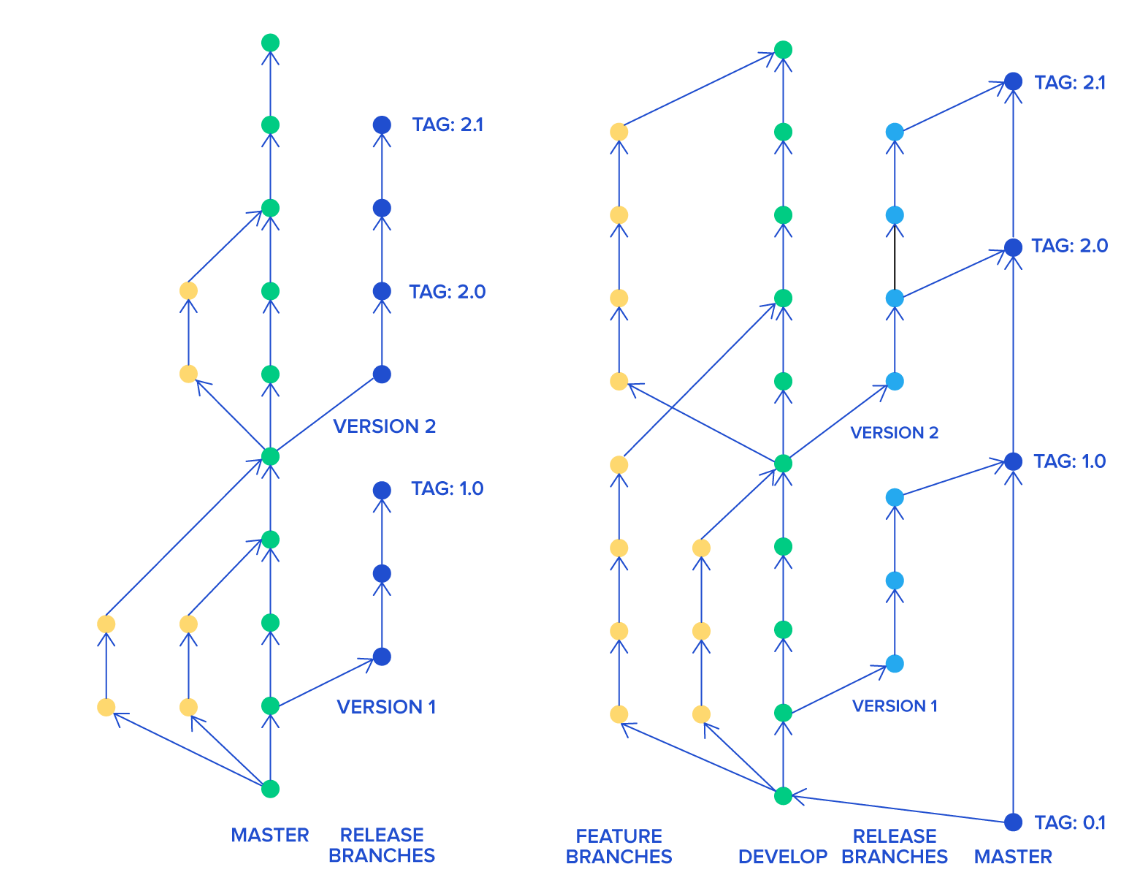 TAG: 2.1
TAG: 2.0
VERSION 2
TAG: 1.0
VERSION 1
MASTER
RELEASE
BRANCHES
TAG: 2.1
TAG: 2.0
VERSION 2
TAG: 1.0
VERSION 1
TAG: 0.1
FEATURE
BRANCHES
DEVELOP
RELEASE
BRANCHES
MASTER